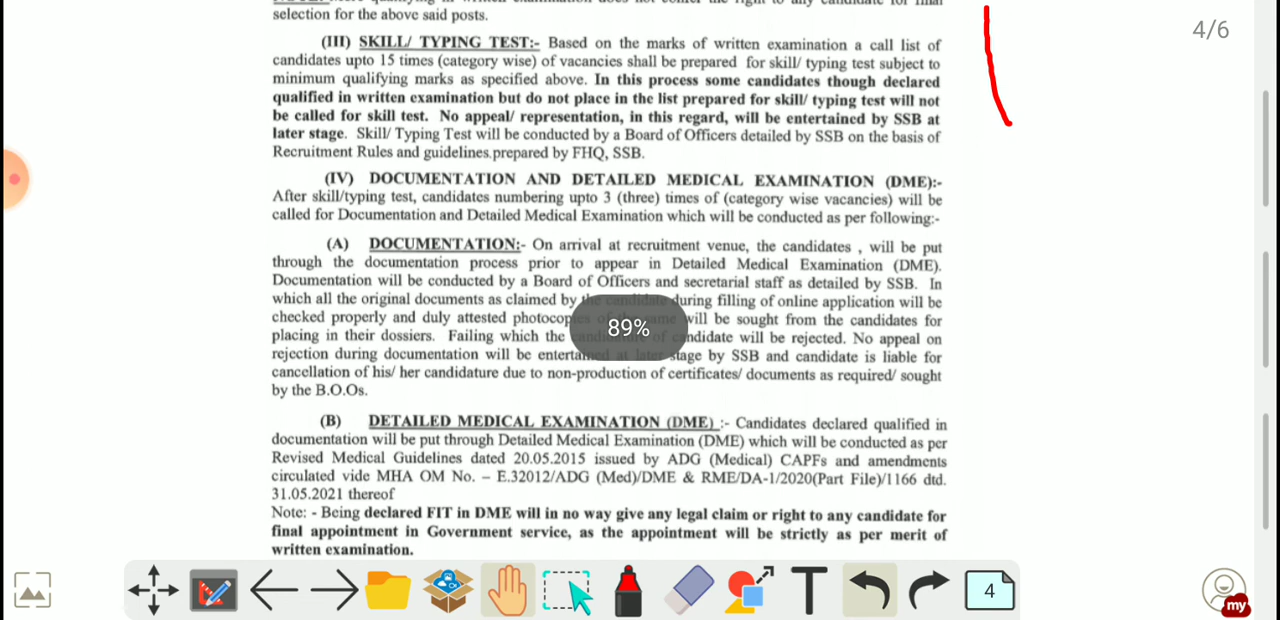 selection for the above said posts.
4/6
(III) SKILL/ TYPING TEST:- Based on the marks of written examination a call list of
candidates upto 15 times (category wise) of vacancies shall be prepared for skill/ typing test subject to
minimum qualifying marks as specified above. In this process some candidates though declared
qualified in written examination but do not place in the list prepared for skill/ typing test will not
be called for skill test. No appeal/ representation, in this regard, will be entertained by SSB at
later stage. Skill/ Typing Test will be conducted by a Board of Officers detailed by SSB on the basis of
Recruitment Rules and guidelines prepared by FHQ, SSB.
(IV) DOCUMENTATION AND DETAILED MEDICAL EXAMINATION (DME):-
After skill/typing test, candidates numbering upto 3 (three) times of (category wise vacancies) will be
called for Documentation and Detailed Medical Examination which will be conducted as per following:-
(A) DOCUMENTATION:- On arrival at recruitment venue, the candidates , will be put
through the documentation process prior to appear in Detailed Medical Examination (DME).
Documentation will be conducted by a Board of Officers and secretarial staff as detailed by SSB. In
which all the original documents as claimed by the candidate during filling of online application will be
checked properly and duly attested photocopies of the same will be sought from the candidates for
placing in their dossiers. Failing which the candidature of candidate will be rejected. No appeal on
rejection during documentation will be entertained at later stage by SSB and candidate is liable for
cancellation of his/ her candidature due to non-production of certificates/ documents as required/ sought
by the B.O.Os.
89%
(B) DETAILED MEDICAL EXAMINATION (DME) :- Candidates declared qualified in
documentation will be put through Detailed Medical Examination (DME) which will be conducted as per
Revised Medical Guidelines dated 20.05.2015 issued by ADG (Medical) CAPFs and amendments
circulated vide MHA OM No. – E.32012/ADG (Med)/DME & RME/DA-1/2020(Part File)/1166 dtd.
31.05.2021 thereof
Note: - Being declared FIT in DME will in no way give any legal claim or right to any candidate for
final appointment in Government service, as the appointment will be strictly as per merit of
written examination.
T
4
my